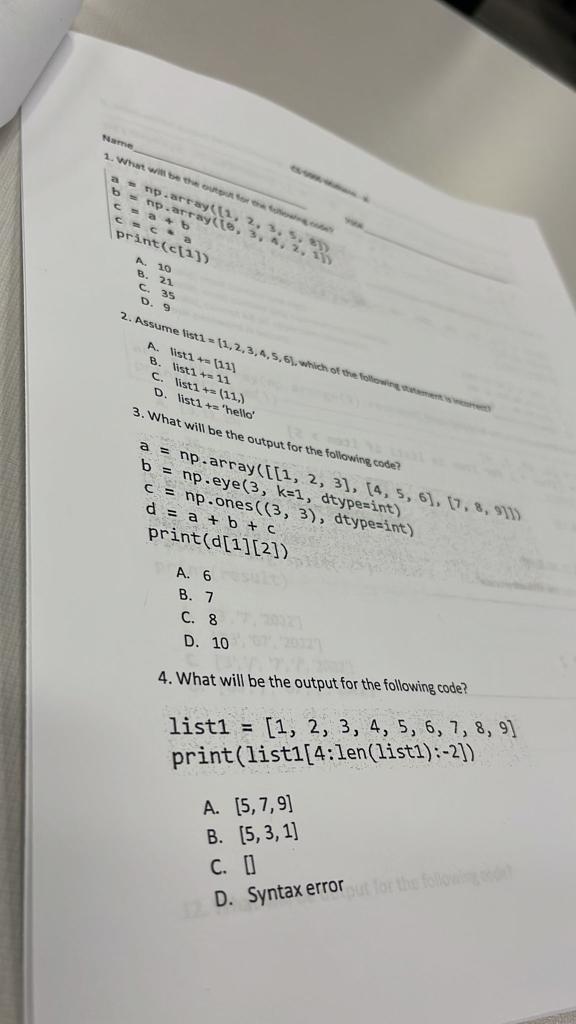 Name
1. What will be the output for the following code?
a = np.array([1, 2, 3, 5, 8])
b = np.array([0, 3, 4, 2, 1])
c = a + b
c = c * a
print(c[1])
A. 10
B. 21
C. 35
D. 9
2. Assume list1 = [1, 2, 3, 4, 5, 6], which of the following statement is incorrect?
A. list1 += [11]
B. list1 += 11
C. list1 += (11,)
D. list1 += 'hello'
3. What will be the output for the following code?
a = np.array([[1, 2, 3], [4, 5, 6], [7, 8, 9]])
b = np.eye(3, k=1, dtype=int)
c = np.ones((3, 3), dtype=int)
d = a + b + c
print(d[1][2])
A. 6
B. 7
C. 8
D. 10
4. What will be the output for the following code?
list1 = [1, 2, 3, 4, 5, 6, 7, 8, 9]
print(list1[4:len(list1):-2])
A. [5,7,9]
B. [5,3,1]
C. []
D. Syntax error